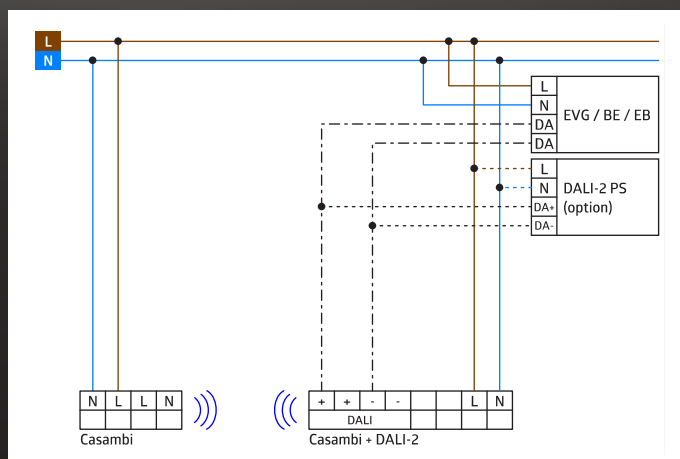 L
N
L
N
EVG / BE / EB
DA
DA
L
N
DALI-2 PS
DA+
(option)
DA-
N L L N
+ + - - L N
DALI
Casambi
Casambi + DALI-2